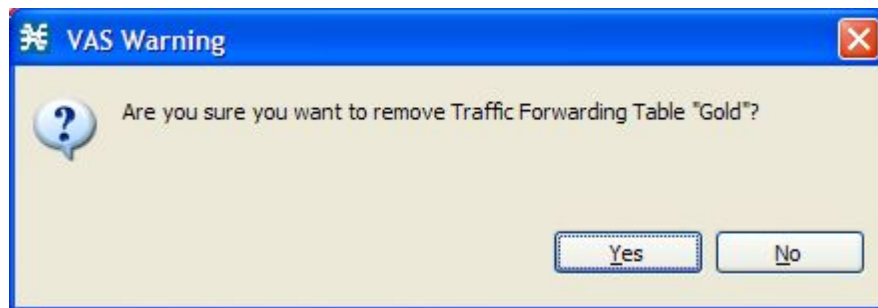 VAS Warning
Are you sure you want to remove Traffic Forwarding Table "Gold"?
Yes
No